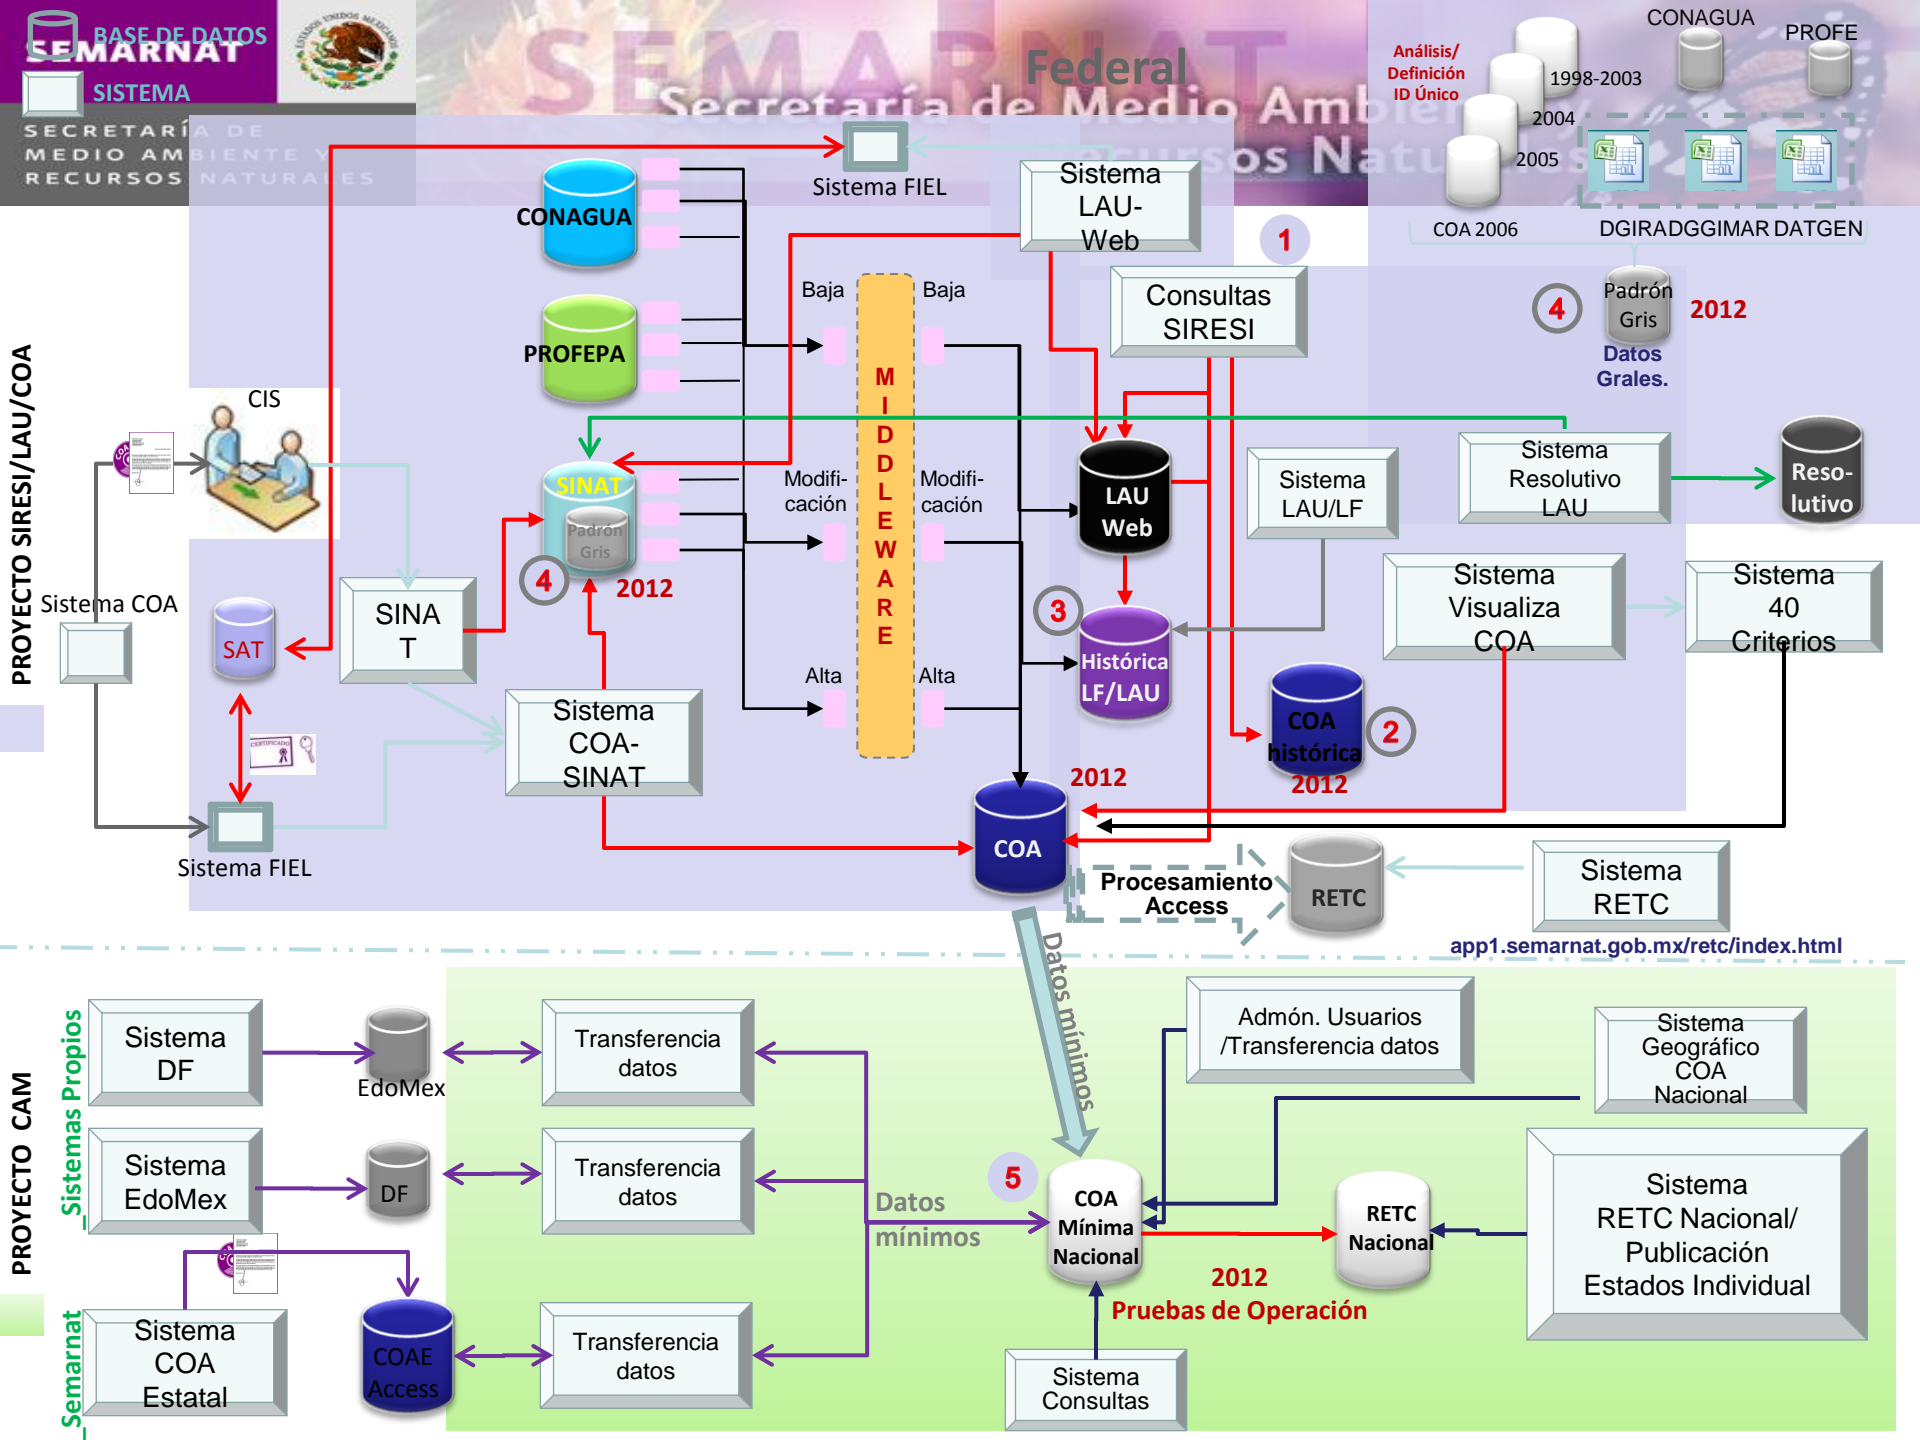 BASE DE DATOS
SEMARNAT
SISTEMA
SECRETARÍA DE
MEDIO AMBIENTE Y
RECURSOS NATURALES
SEMARNAT
Federal
Secretaría de Medio Ambiente y
Recursos Naturales
Análisis/
Definición
ID Único
1998-2003
2004
2005
COA 2006
CONAGUA
PROFE
DGIRADGGIMAR DATGEN
Padrón
Gris
4
2012
Datos
Grales.
PROYECTO SIRESI/LAU/COA
Sistema FIEL
Sistema
LAU-
Web
1
Consultas
SIRESI
CONAGUA
PROFEPA
Baja
Baja
MIDDLEWARE
Modifi-
cación
Modifi-
cación
Alta
Alta
CIS
SINAT
Padrón
Gris
4
2012
Sistema COA
SAT
SINA
T
CERTIFICADO
Sistema
COA-
SINAT
Sistema FIEL
LAU
Web
3
Histórica
LF/LAU
Sistema
LAU/LF
Sistema
Resolutivo
LAU
Reso-
lutivo
Sistema
Visualiza
COA
Sistema
40
Criterios
COA
histórica
2
2012
2012
COA
Procesamiento
Access
RETC
Sistema
RETC
app1.semarnat.gob.mx/retc/index.html
Datos mínimos
PROYECTO  CAM
_Sistemas Propios
_Semarnat
Sistema
DF
EdoMex
Transferencia
datos
Sistema
EdoMex
DF
Transferencia
datos
Sistema
COA
Estatal
COAE
Access
Transferencia
datos
Datos
mínimos
Admón. Usuarios
/Transferencia datos
Sistema
Geográfico
COA
Nacional
5
COA
Mínima
Nacional
RETC
Nacional
2012
Pruebas de Operación
Sistema
RETC Nacional/
Publicación
Estados Individual
Sistema
Consultas